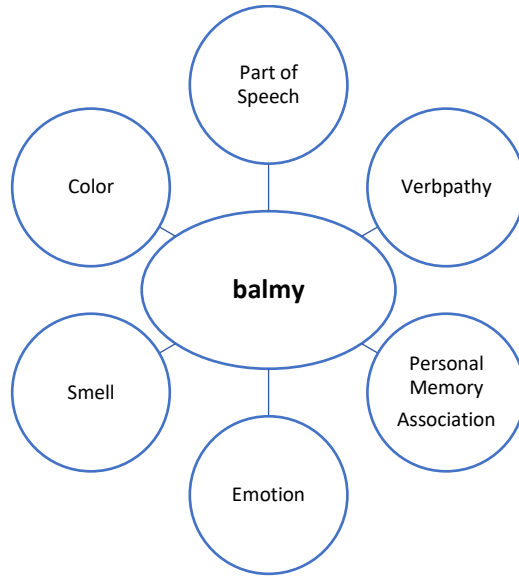 Part of
Speech
Color
Verbpathy
balmy
Smell
Personal
Memory
Association
Emotion